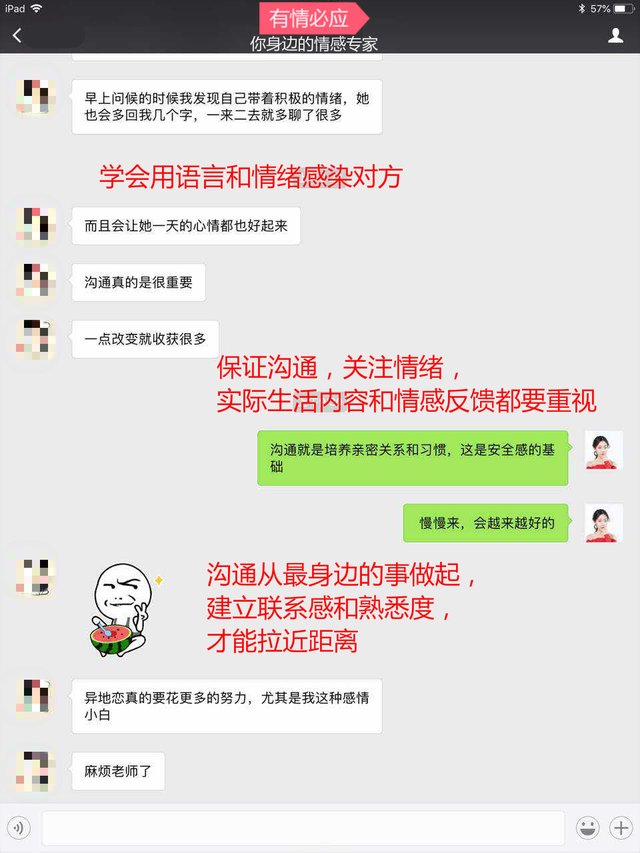 iPad
有情必应
57%
你身边的情感专家
早上问候的时候我发现自己带着积极的情绪，她
也会多回我几个字，一来二去就多聊了很多
学会用语言和情绪感染对方
而且会让她一天的心情都也好起来
沟通真的是很重要
一点改变就收获很多
保证沟通，关注情绪，
实际生活内容和情感反馈都要重视
沟通就是培养亲密关系和习惯，这是安全感的基
础
慢慢来，会越来越好的
沟通从最身边的事做起，
建立联系感和熟悉度，
才能拉近距离
异地恋真的要花更多的努力，尤其是我这种感情
小白
麻烦老师了